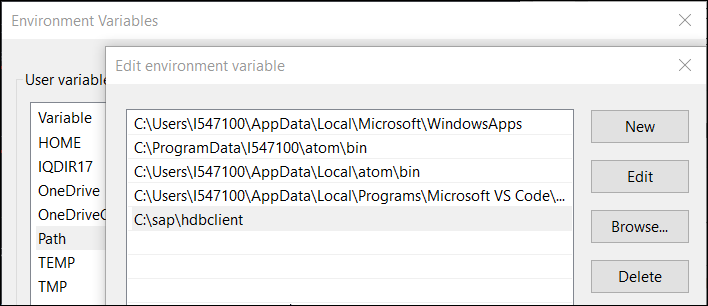 Environment Variables
Edit environment variable
User variable
Variable
HOME
IQDIR17
OneDrive
OneDriveC
Path
TEMP
TMP
C:\Users\I547100\AppData\Local\Microsoft\WindowsApps
C:\ProgramData\I547100\atom\bin
C:\Users\I547100\AppData\Local\atom\bin
C:\Users\I547100\AppData\Local\Programs\Microsoft VS Code\...
C:\sap\hdbclient
New
Edit
Browse...
Delete